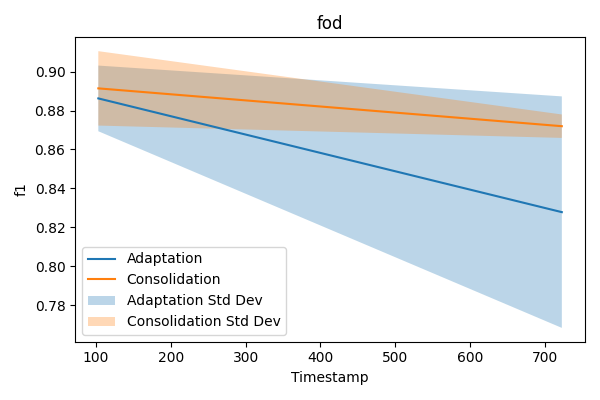 fod
f1
0.90
0.88
0.86
0.84
0.82
0.80
0.78
Adaptation
Consolidation
Adaptation Std Dev
Consolidation Std Dev
100
200
300
400
500
600
700
Timestamp